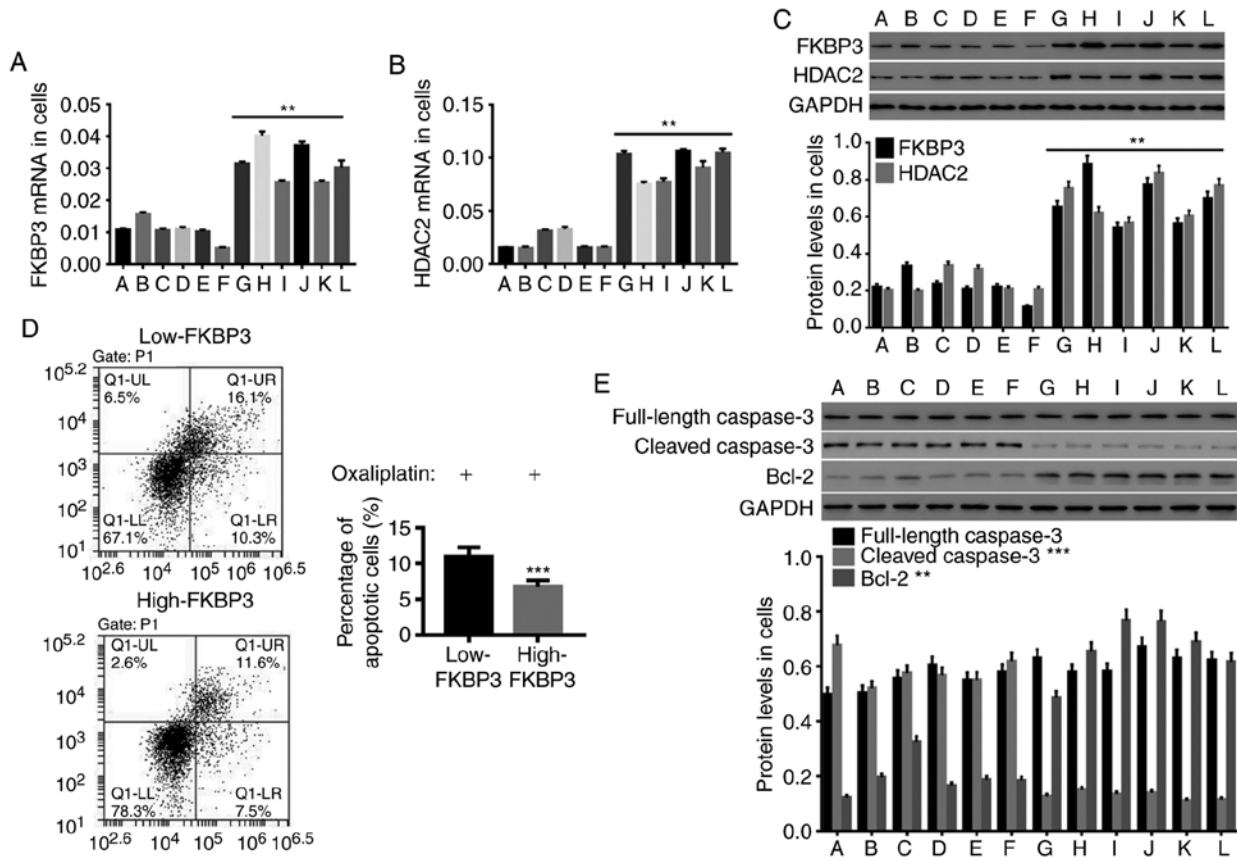 A
FKBP3 mRNA in cells
0.05
0.04
0.03
0.02
0.01
0.00
**
A B C D E F G H I J K L
B
HDAC2 mRNA in cells
0.15
0.10
0.05
0.00
**
A B C D E F G H I J K L
C
A B C D E F G H I J K L
FKBP3
HDAC2
GAPDH
Protein levels in cells
1.0
0.8
0.6
0.4
0.2
0.0
FKBP3
HDAC2
**
A B C D E F G H I J K L
D
Low-FKBP3
Gate: P1
10^5.2
10^4
10^3
10^2
10^1
Q1-UL
6.5%
Q1-UR
16.1%
Q1-LL
67.1%
Q1-LR
10.3%
10^2.6 10^4 10^5 10^6 10^6.5
High-FKBP3
Gate: P1
10^5.2
10^4
10^3
10^2
10^1
Q1-UL
2.6%
Q1-UR
11.6%
Q1-LL
78.3%
Q1-LR
7.5%
10^2.6 10^4 10^5 10^6 10^6.5
Oxaliplatin: + +
Percentage of
apoptotic cells (%)
15
10
5
0
***
Low-
FKBP3
High-
FKBP3
E
A B C D E F G H I J K L
Full-length caspase-3
Cleaved caspase-3
Bcl-2
GAPDH
Full-length caspase-3
Cleaved caspase-3 ***
Bcl-2 **
Protein levels in cells
1.0
0.8
0.6
0.4
0.2
0.0
A B C D E F G H I J K L